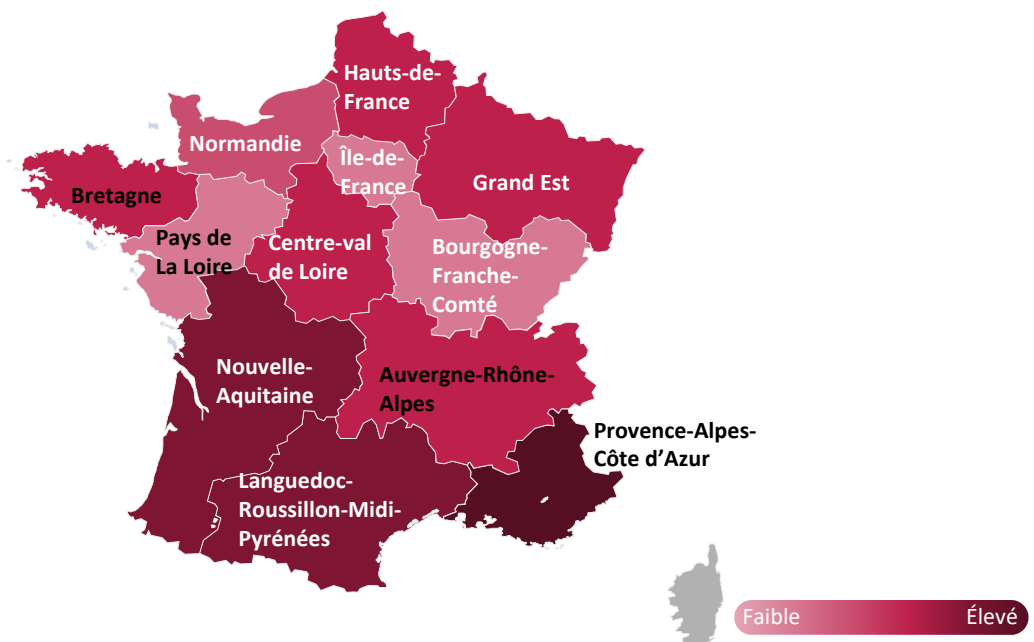 Hauts-de-
France
Normandie
Île-de-
France
Grand Est
Bretagne
Pays de
La Loire
Centre-val
de Loire
Bourgogne-
Franche-
Comté
Nouvelle-
Aquitaine
Auvergne-Rhône-
Alpes
Provence-Alpes-
Côte d’Azur
Languedoc-
Roussillon-Midi-
Pyrénées
Faible
Élevé